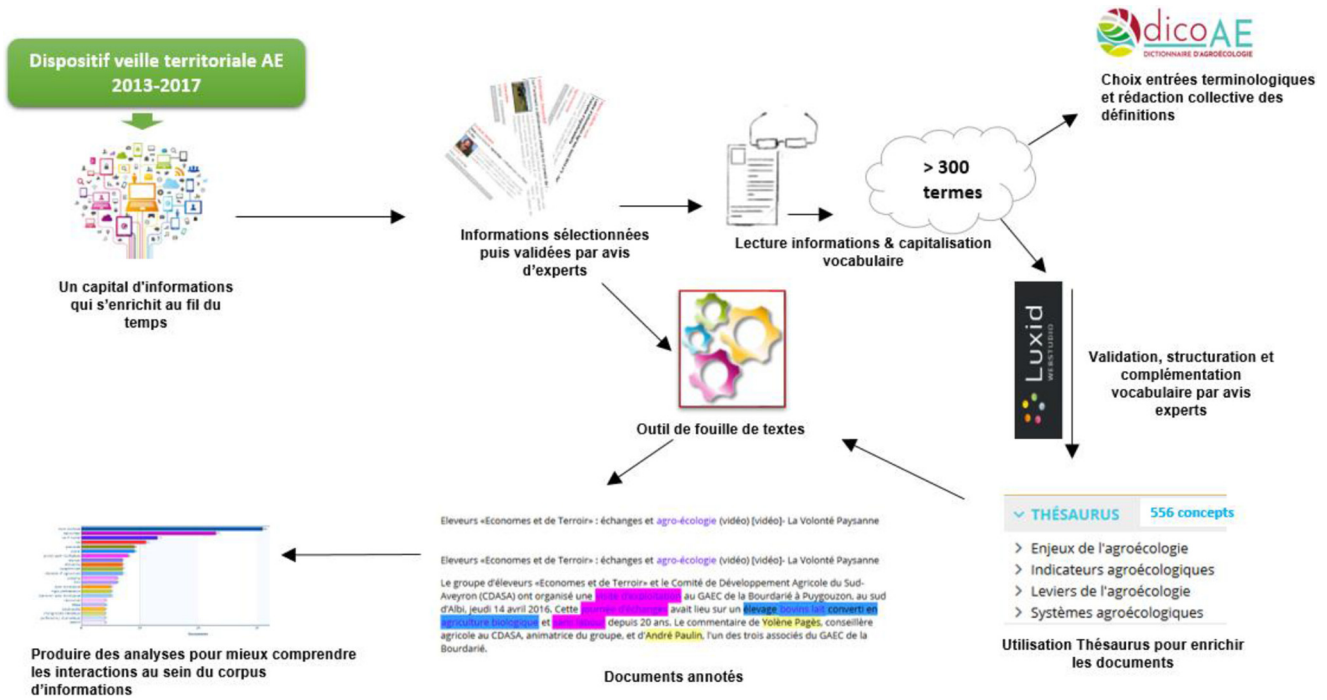 Dispositif veille territoriale AE
2013-2017
Un capital d'informations
qui s'enrichit au fil du
temps
Informations sélectionnées
puis validées par avis
d'experts
Lecture informations & capitalisation
vocabulaire
> 300
termes
dicoAE
DICTIONNAIRE D'AGROÉCOLOGIE
Choix entrées terminologiques
et rédaction collective des
définitions
Luxid
WEBSTUDIO
Validation, structuration et
complémentation
vocabulaire par avis
experts
THÉSAURUS 556 concepts
Enjeux de l'agroécologie
Indicateurs agroécologiques
Leviers de l'agroécologie
Systèmes agroécologiques
Utilisation Thésaurus pour enrichir
les documents
Outil de fouille de textes
Eleveurs «Economes et de Terroir» : échanges et agro-écologie (vidéo) [vidéo]- La Volonté Paysanne
Eleveurs «Economes et de Terroir» : échanges et agro-écologie (vidéo) [vidéo]- La Volonté Paysanne
Le groupe d'éleveurs «Economes et de Terroir» et le Comité de Développement Agricole du Sud-
Aveyron (CDASA) ont organisé une visite d'exploitation au GAEC de la Bourdarié à Puygouzon, au sud
d'Albi, jeudi 14 avril 2016. Cette journée d'échanges avait lieu sur un élevage bovins lait converti en
agriculture biologique et depuis 20 ans. Le commentaire de Yolène Pagès, conseillère
agricole au CDASA, animatrice du groupe, et d'André Paulin, l'un des trois associés du GAEC de la
Bourdarié.
Documents annotés
Produire des analyses pour mieux comprendre
les interactions au sein du corpus
d'informations